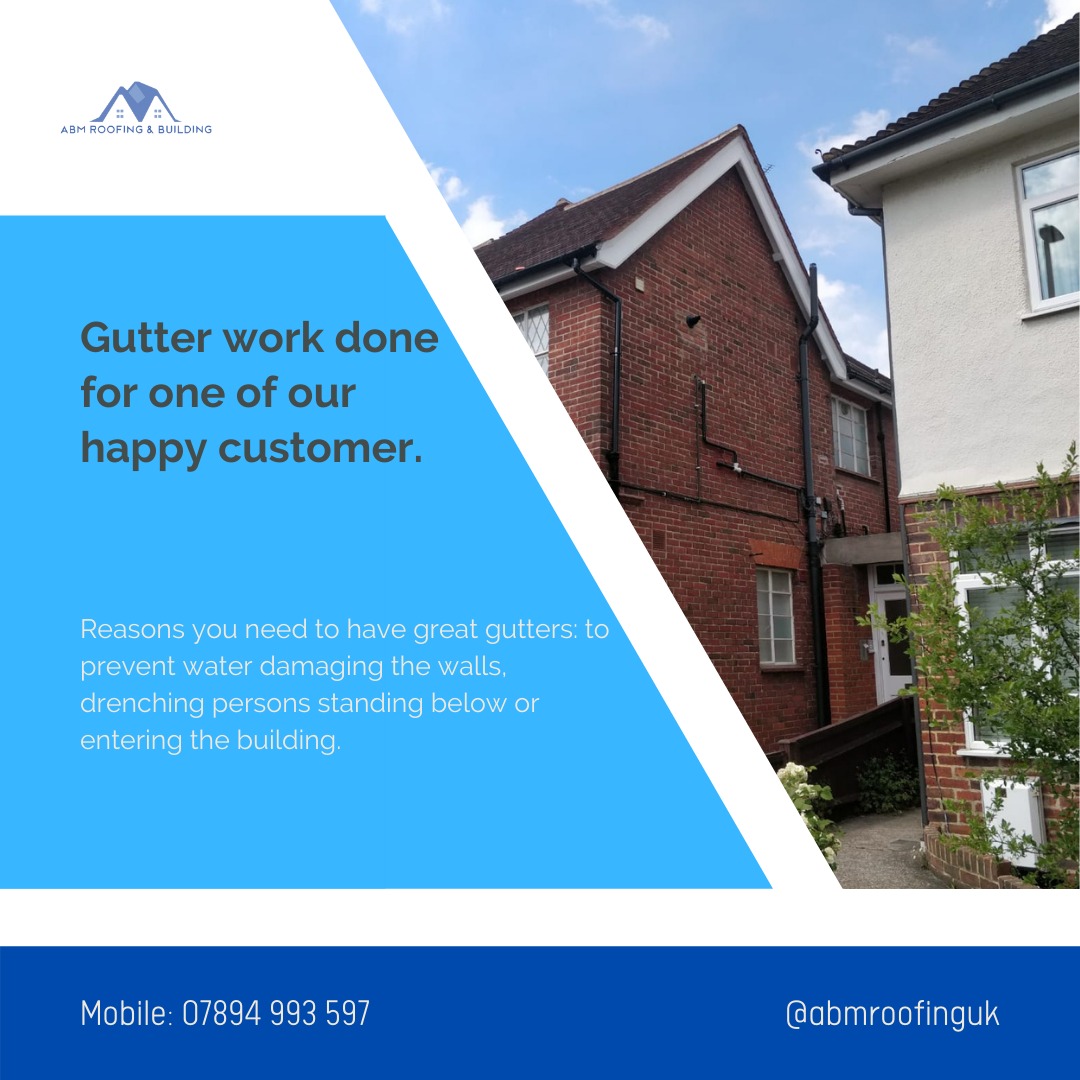 ABM ROOFING & BUILDING
Gutter work done
for one of our
happy customer.
Reasons you need to have great gutters: to
prevent water damaging the walls,
drenching persons standing below or
entering the building.
Mobile: 07894 993 597
@abmroofinguk